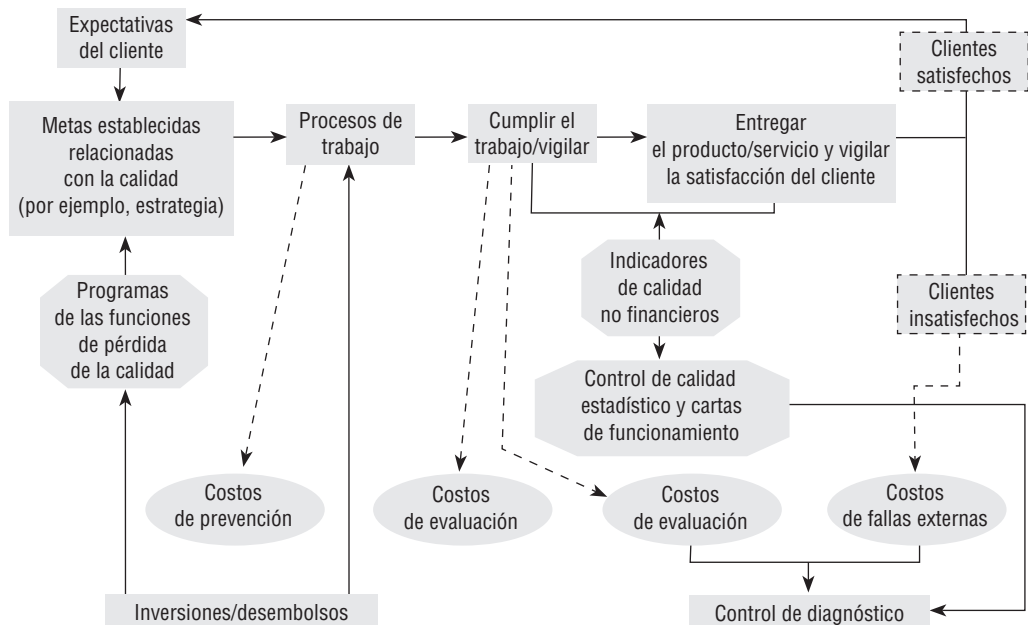 Expectativas
del cliente
Clientes
satisfechos
Metas establecidas
relacionadas
con la calidad
(por ejemplo, estrategia)
Procesos de
trabajo
Cumplir el
trabajo/vigilar
Entregar
el producto/servicio y vigilar
la satisfacción del cliente
Programas
de las funciones
de pérdida
de la calidad
Indicadores
de calidad
no financieros
Clientes
insatisfechos
Control de calidad
estadístico y cartas
de funcionamiento
Costos
de prevención
Costos
de evaluación
Costos
de evaluación
Costos
de fallas externas
Inversiones/desembolsos
Control de diagnóstico